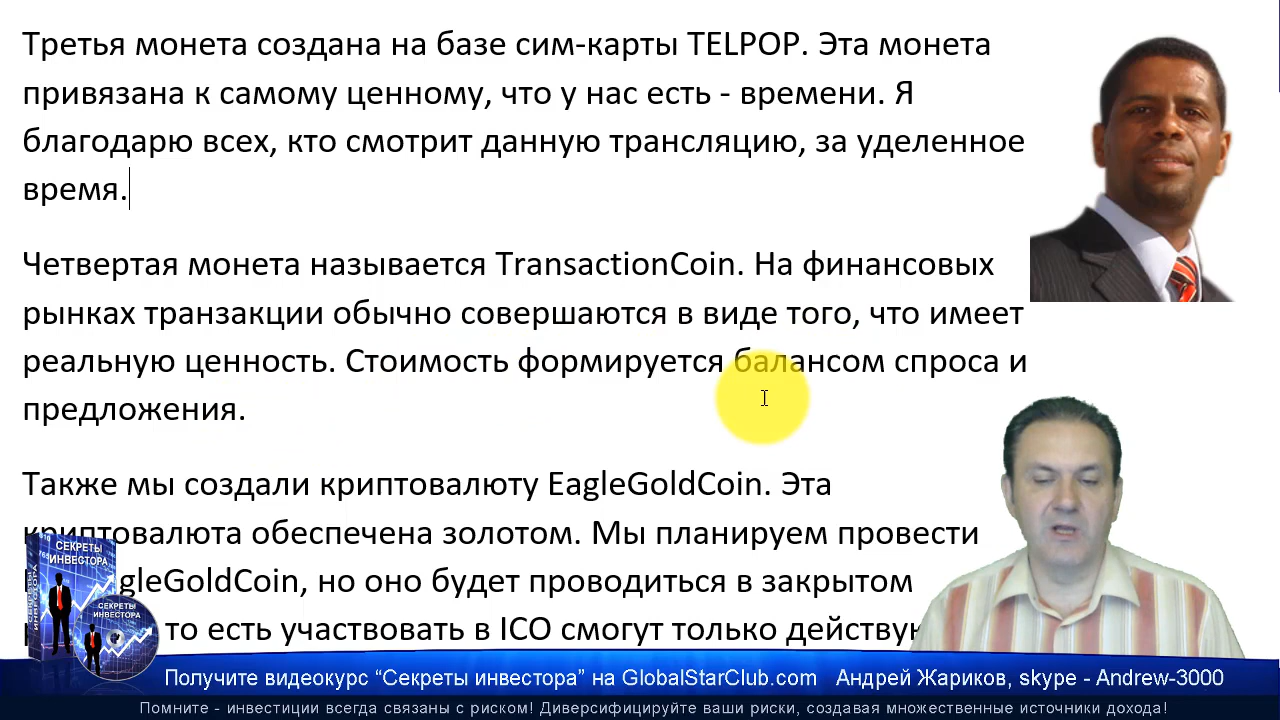 Третья монета создана на базе сим-карты TELPOP. Эта монета
привязана к самому ценному, что у нас есть - времени. Я
благодарю всех, кто смотрит данную трансляцию, за уделенное
время.
Четвертая монета называется TransactionCoin. На финансовых
рынках транзакции обычно совершаются в виде того, что имеет
реальную ценность. Стоимость формируется балансом спроса и
предложения.
Также мы создали криптовалюту EagleGoldCoin. Эта
криптовалюта обеспечена золотом. Мы планируем провести
gleGoldCoin, но оно будет проводиться в закрытом
то есть участвовать в ICO смогут только действую
СЕКРЕТЫ
ИНВЕСТОРА
СЕКРЕТЫ
ИНВЕСТОРА
Получите видеокурс “Секреты инвестора” на GlobalStarClub.com Андрей Жариков, skype - Andrew-3000
Помните - инвестиции всегда связаны с риском! Диверсифицируйте ваши риски, создавая множественные источники дохода!